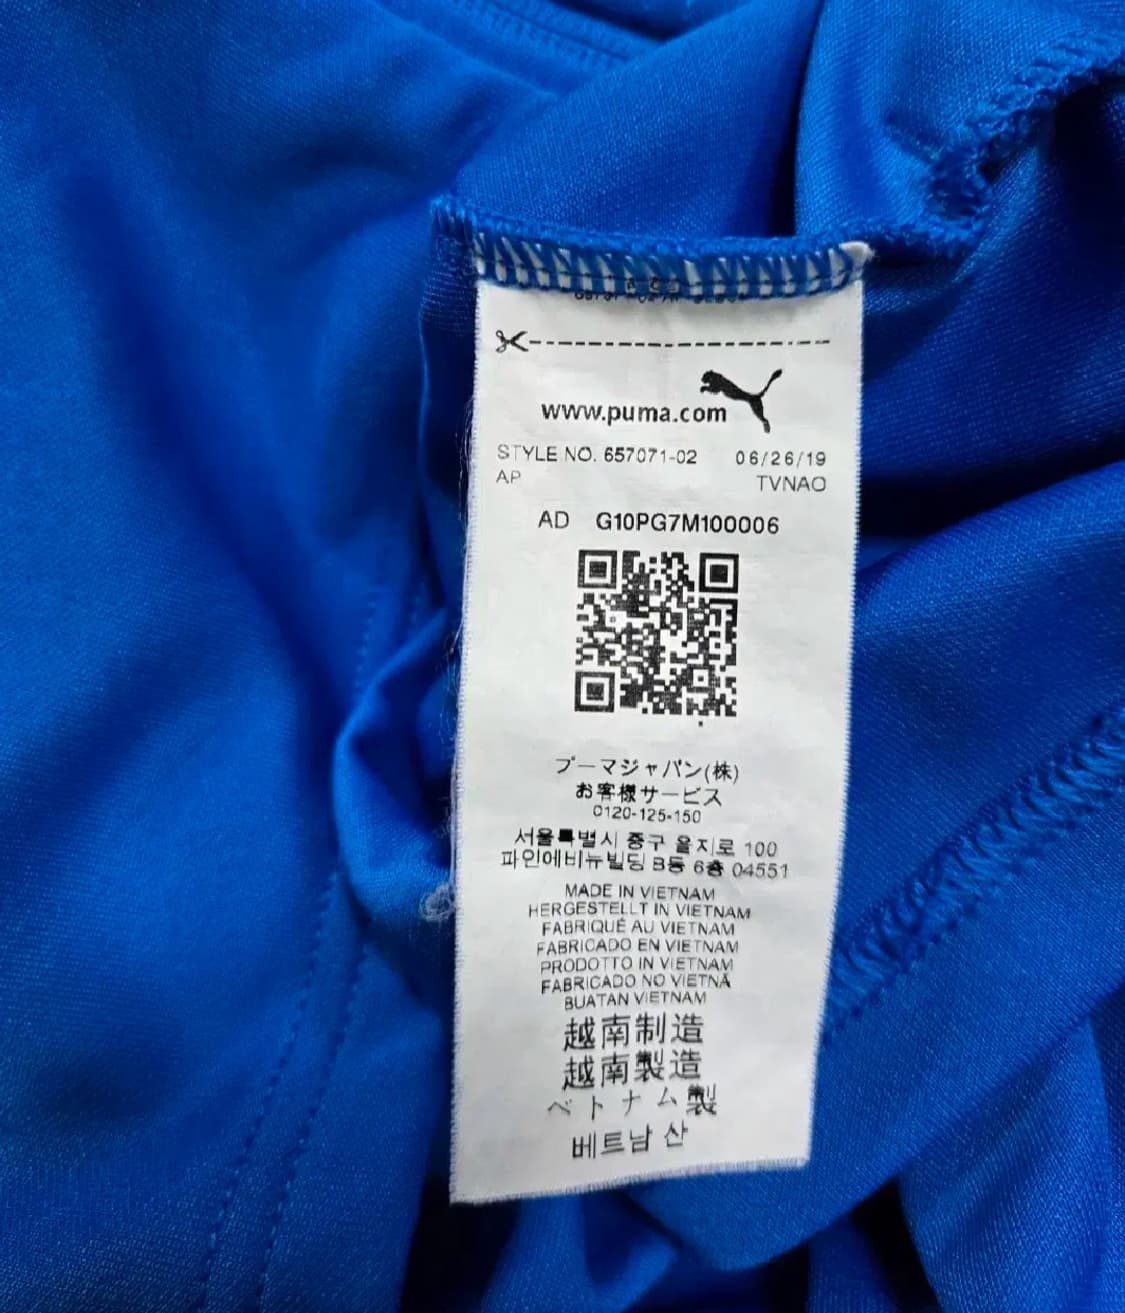 www.puma.com
STYLE NO. 657071-02 06/26/19
AP TVNAO
AD G10PG7M100006
プーマジャパン(株)
お客様サービス
0120-125-150
서울특별시 중구 을지로 100
파인에비뉴빌딩 B동 6층 04551
MADE IN VIETNAM
HERGESTELLT IN VIETNAM
FABRIQUÉ AU VIETNAM
FABRICADO EN VIETNAM
PRODOTTO IN VIETNAM
FABRICADO NO VIETNÃ
BUATAN VIETNAM
越南制造
越南製造
ベトナム製
베트남 산